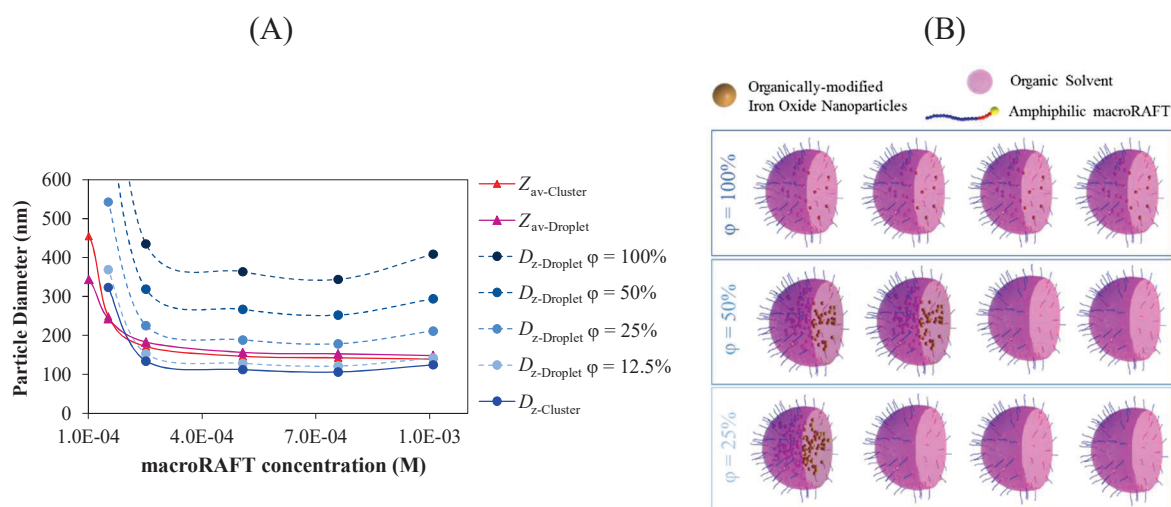 (A)
(B)
Particle Diameter (nm)
600
500
400
300
200
100
0
1.0E-04
4.0E-04
7.0E-04
1.0E-03
macroRAFT concentration (M)
Zav-Cluster
Zav-Droplet
Dz-Droplet φ = 100%
Dz-Droplet φ = 50%
Dz-Droplet φ = 25%
Dz-Droplet φ = 12.5%
Dz-Cluster
Organically-modified
Iron Oxide Nanoparticles
Organic Solvent
Amphiphilic macroRAFT
φ = 100%
φ = 50%
φ = 25%